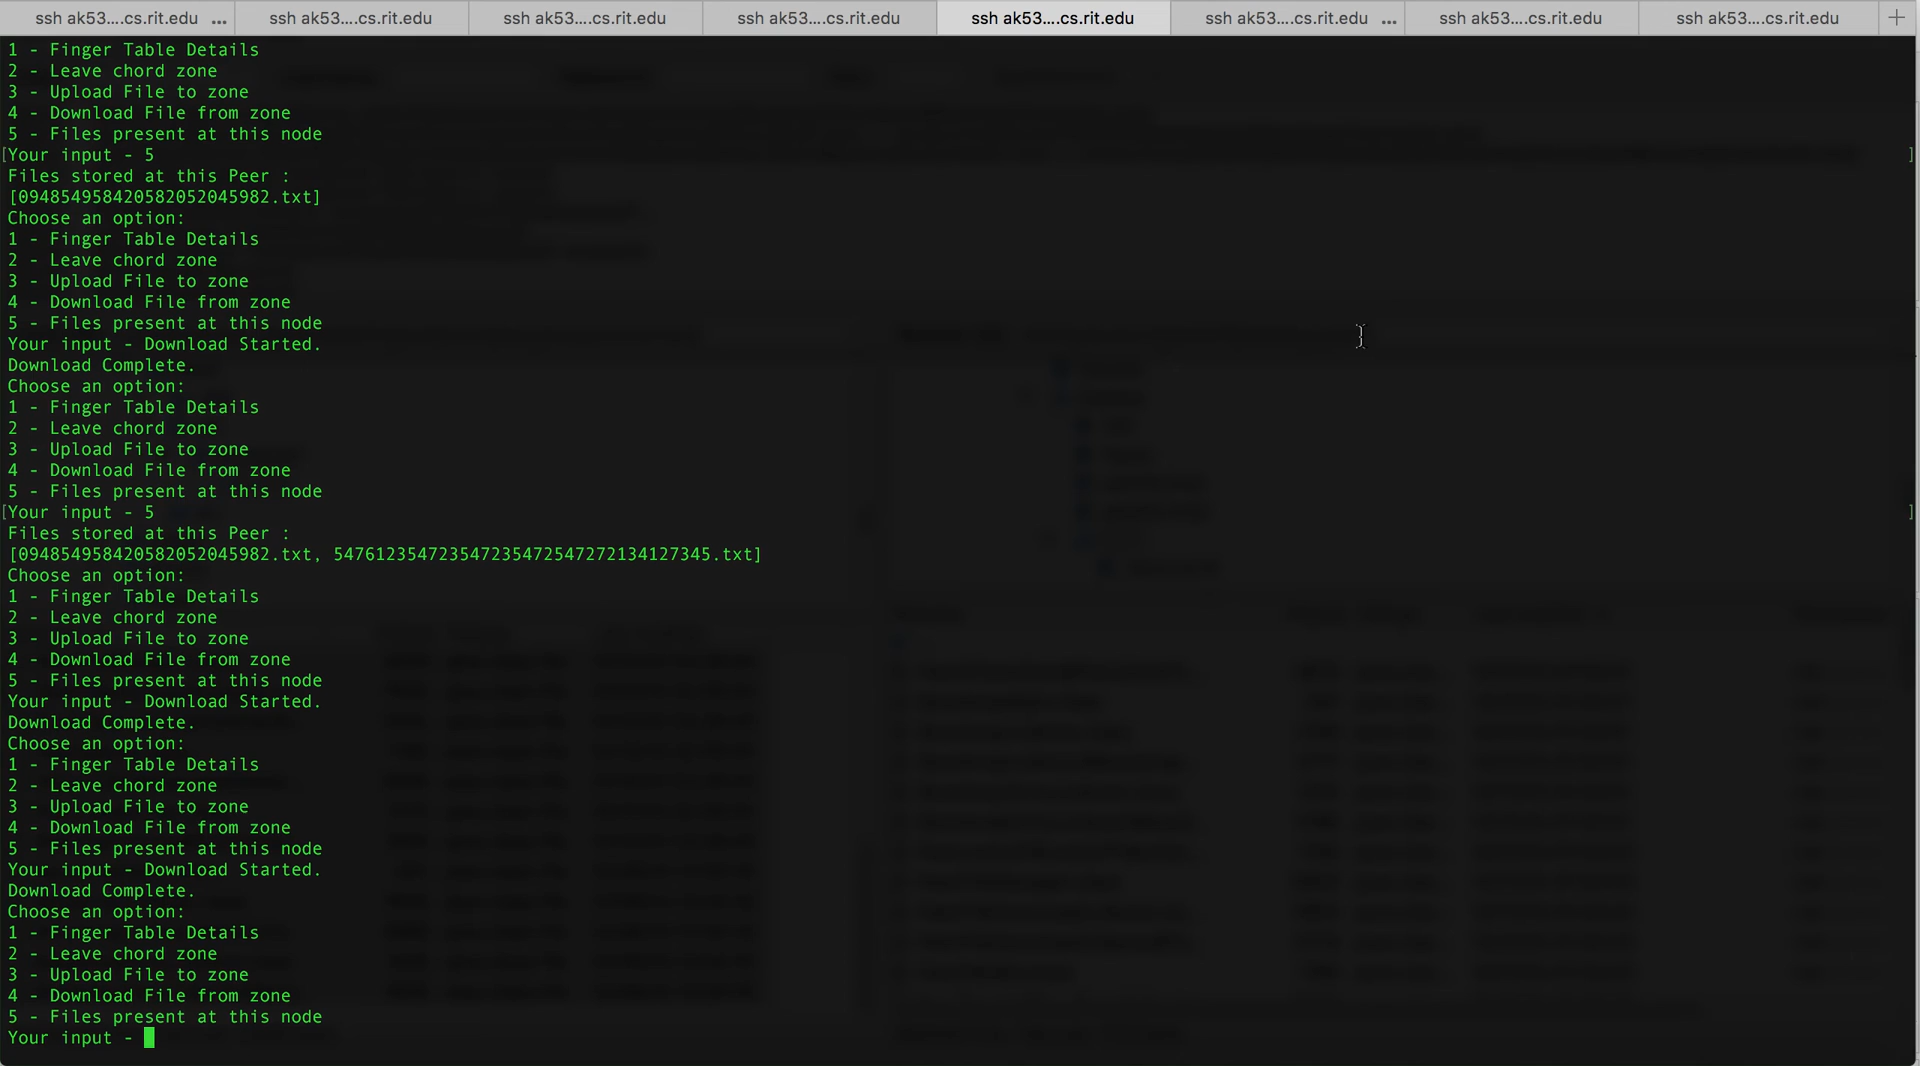 ssh ak53....cs.rit.edu ... ssh ak53....cs.rit.edu ssh ak53....cs.rit.edu ssh ak53....cs.rit.edu ssh ak53....cs.rit.edu ssh ak53....cs.rit.edu ... ssh ak53....cs.rit.edu ssh ak53....cs.rit.edu +
1 - Finger Table Details
2 - Leave chord zone
3 - Upload File to zone
4 - Download File from zone
5 - Files present at this node
[Your input - 5 ]
Files stored at this Peer :
[094854958420582052045982.txt]
Choose an option:
1 - Finger Table Details
2 - Leave chord zone
3 - Upload File to zone
4 - Download File from zone
5 - Files present at this node
Your input - Download Started.
Download Complete.
Choose an option:
1 - Finger Table Details
2 - Leave chord zone
3 - Upload File to zone
4 - Download File from zone
5 - Files present at this node
[Your input - 5 ]
Files stored at this Peer :
[094854958420582052045982.txt, 547612354723547235472547272134127345.txt]
Choose an option:
1 - Finger Table Details
2 - Leave chord zone
3 - Upload File to zone
4 - Download File from zone
5 - Files present at this node
Your input - Download Started.
Download Complete.
Choose an option:
1 - Finger Table Details
2 - Leave chord zone
3 - Upload File to zone
4 - Download File from zone
5 - Files present at this node
Your input - Download Started.
Download Complete.
Choose an option:
1 - Finger Table Details
2 - Leave chord zone
3 - Upload File to zone
4 - Download File from zone
5 - Files present at this node
Your input -